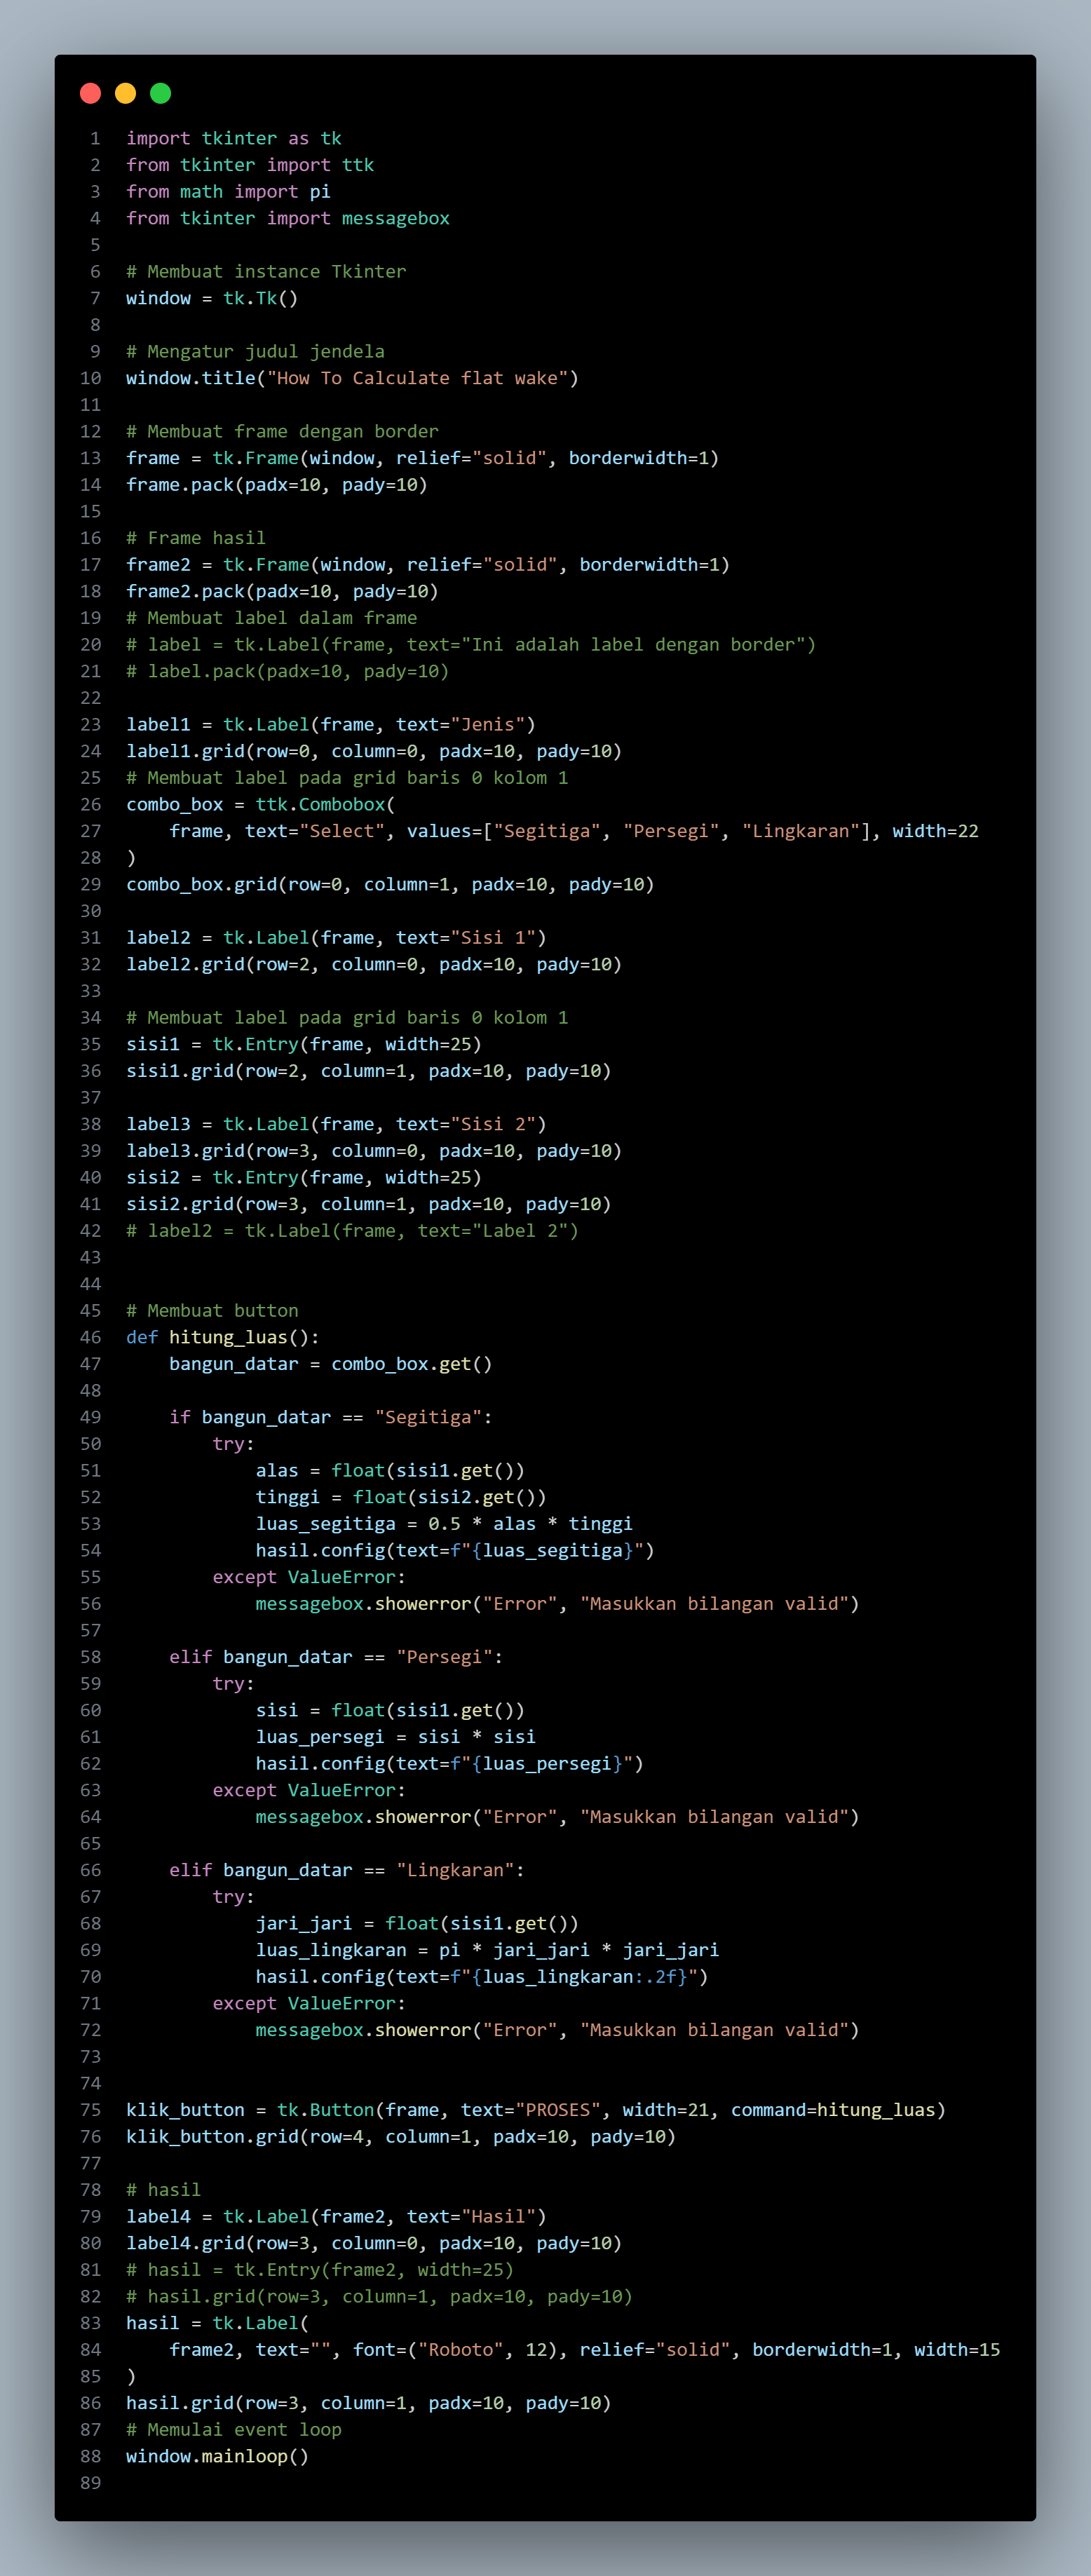 1 import tkinter as tk
2 from tkinter import ttk
3 from math import pi
4 from tkinter import messagebox
5
6 # Membuat instance Tkinter
7 window = tk.Tk()
8
9 # Mengatur judul jendela
10 window.title("How To Calculate flat wake")
11
12 # Membuat frame dengan border
13 frame = tk.Frame(window, relief="solid", borderwidth=1)
14 frame.pack(padx=10, pady=10)
15
16 # Frame hasil
17 frame2 = tk.Frame(window, relief="solid", borderwidth=1)
18 frame2.pack(padx=10, pady=10)
19 # Membuat label dalam frame
20 # label = tk.Label(frame, text="Ini adalah label dengan border")
21 # label.pack(padx=10, pady=10)
22
23 label1 = tk.Label(frame, text="Jenis")
24 label1.grid(row=0, column=0, padx=10, pady=10)
25 # Membuat label pada grid baris 0 kolom 1
26 combo_box = ttk.Combobox(
27     frame, text="Select", values=["Segitiga", "Persegi", "Lingkaran"], width=22
28 )
29 combo_box.grid(row=0, column=1, padx=10, pady=10)
30
31 label2 = tk.Label(frame, text="Sisi 1")
32 label2.grid(row=2, column=0, padx=10, pady=10)
33
34 # Membuat label pada grid baris 0 kolom 1
35 sisi1 = tk.Entry(frame, width=25)
36 sisi1.grid(row=2, column=1, padx=10, pady=10)
37
38 label3 = tk.Label(frame, text="Sisi 2")
39 label3.grid(row=3, column=0, padx=10, pady=10)
40 sisi2 = tk.Entry(frame, width=25)
41 sisi2.grid(row=3, column=1, padx=10, pady=10)
42 # label2 = tk.Label(frame, text="Label 2")
43
44
45 # Membuat button
46 def hitung_luas():
47     bangun_datar = combo_box.get()
48
49     if bangun_datar == "Segitiga":
50         try:
51             alas = float(sisi1.get())
52             tinggi = float(sisi2.get())
53             luas_segitiga = 0.5 * alas * tinggi
54             hasil.config(text=f"{luas_segitiga}")
55         except ValueError:
56             messagebox.showerror("Error", "Masukkan bilangan valid")
57
58     elif bangun_datar == "Persegi":
59         try:
60             sisi = float(sisi1.get())
61             luas_persegi = sisi * sisi
62             hasil.config(text=f"{luas_persegi}")
63         except ValueError:
64             messagebox.showerror("Error", "Masukkan bilangan valid")
65
66     elif bangun_datar == "Lingkaran":
67         try:
68             jari_jari = float(sisi1.get())
69             luas_lingkaran = pi * jari_jari * jari_jari
70             hasil.config(text=f"{luas_lingkaran:.2f}")
71         except ValueError:
72             messagebox.showerror("Error", "Masukkan bilangan valid")
73
74
75 klik_button = tk.Button(frame, text="PROSES", width=21, command=hitung_luas)
76 klik_button.grid(row=4, column=1, padx=10, pady=10)
77
78 # hasil
79 label4 = tk.Label(frame2, text="Hasil")
80 label4.grid(row=3, column=0, padx=10, pady=10)
81 # hasil = tk.Entry(frame2, width=25)
82 # hasil.grid(row=3, column=1, padx=10, pady=10)
83 hasil = tk.Label(
84     frame2, text="", font=("Roboto", 12), relief="solid", borderwidth=1, width=15
85 )
86 hasil.grid(row=3, column=1, padx=10, pady=10)
87 # Memulai event loop
88 window.mainloop()
89